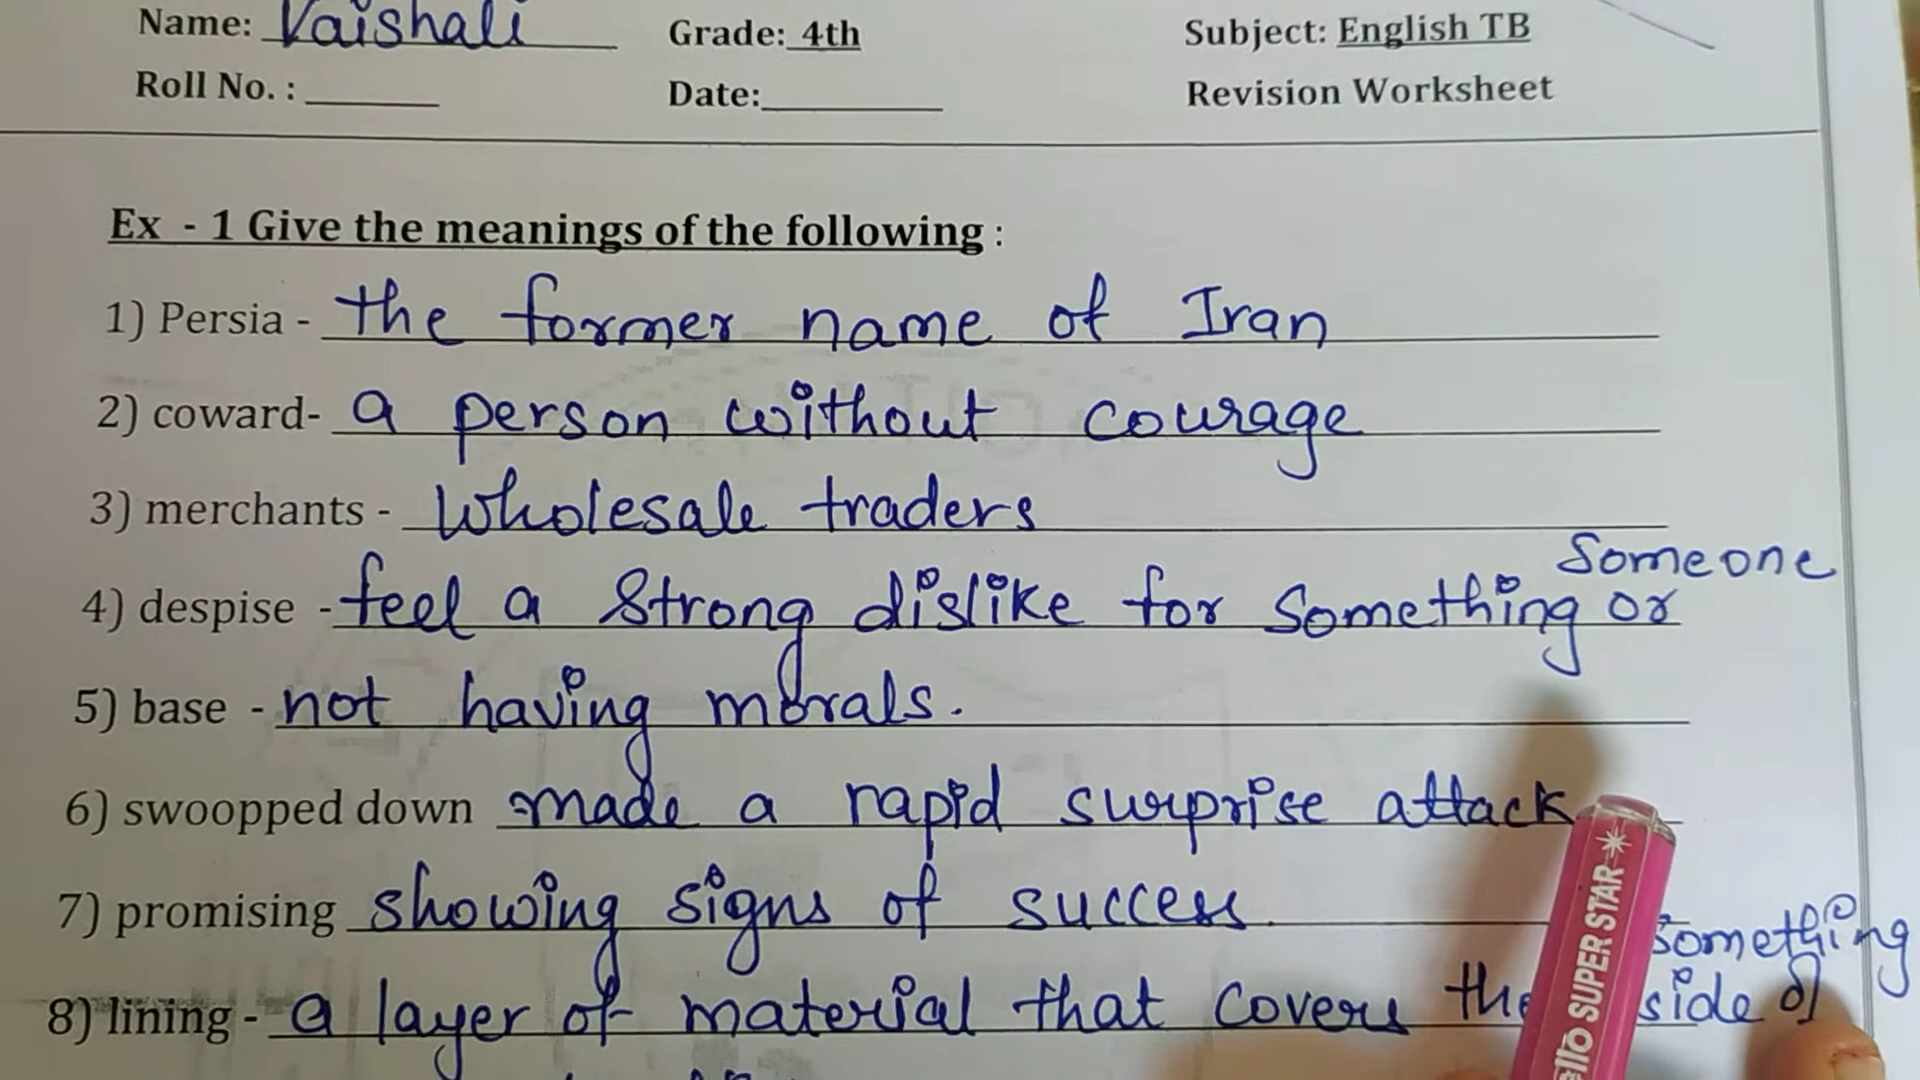 Name: Vaishali Grade: 4th Subject: English TB
Roll No. : Date: Revision Worksheet
Ex - 1 Give the meanings of the following :
1) Persia - the former name of Iran
2) coward- a person without courage
3) merchants - Wholesale traders
someone
4) despise - feel a strong dislike for something or
5) base - not having morals.
6) swoopped down made a rapid surprise attack
7) promising showing signs of success.
something
8) lining - a layer of material that covers the side of
llo SUPER STAR